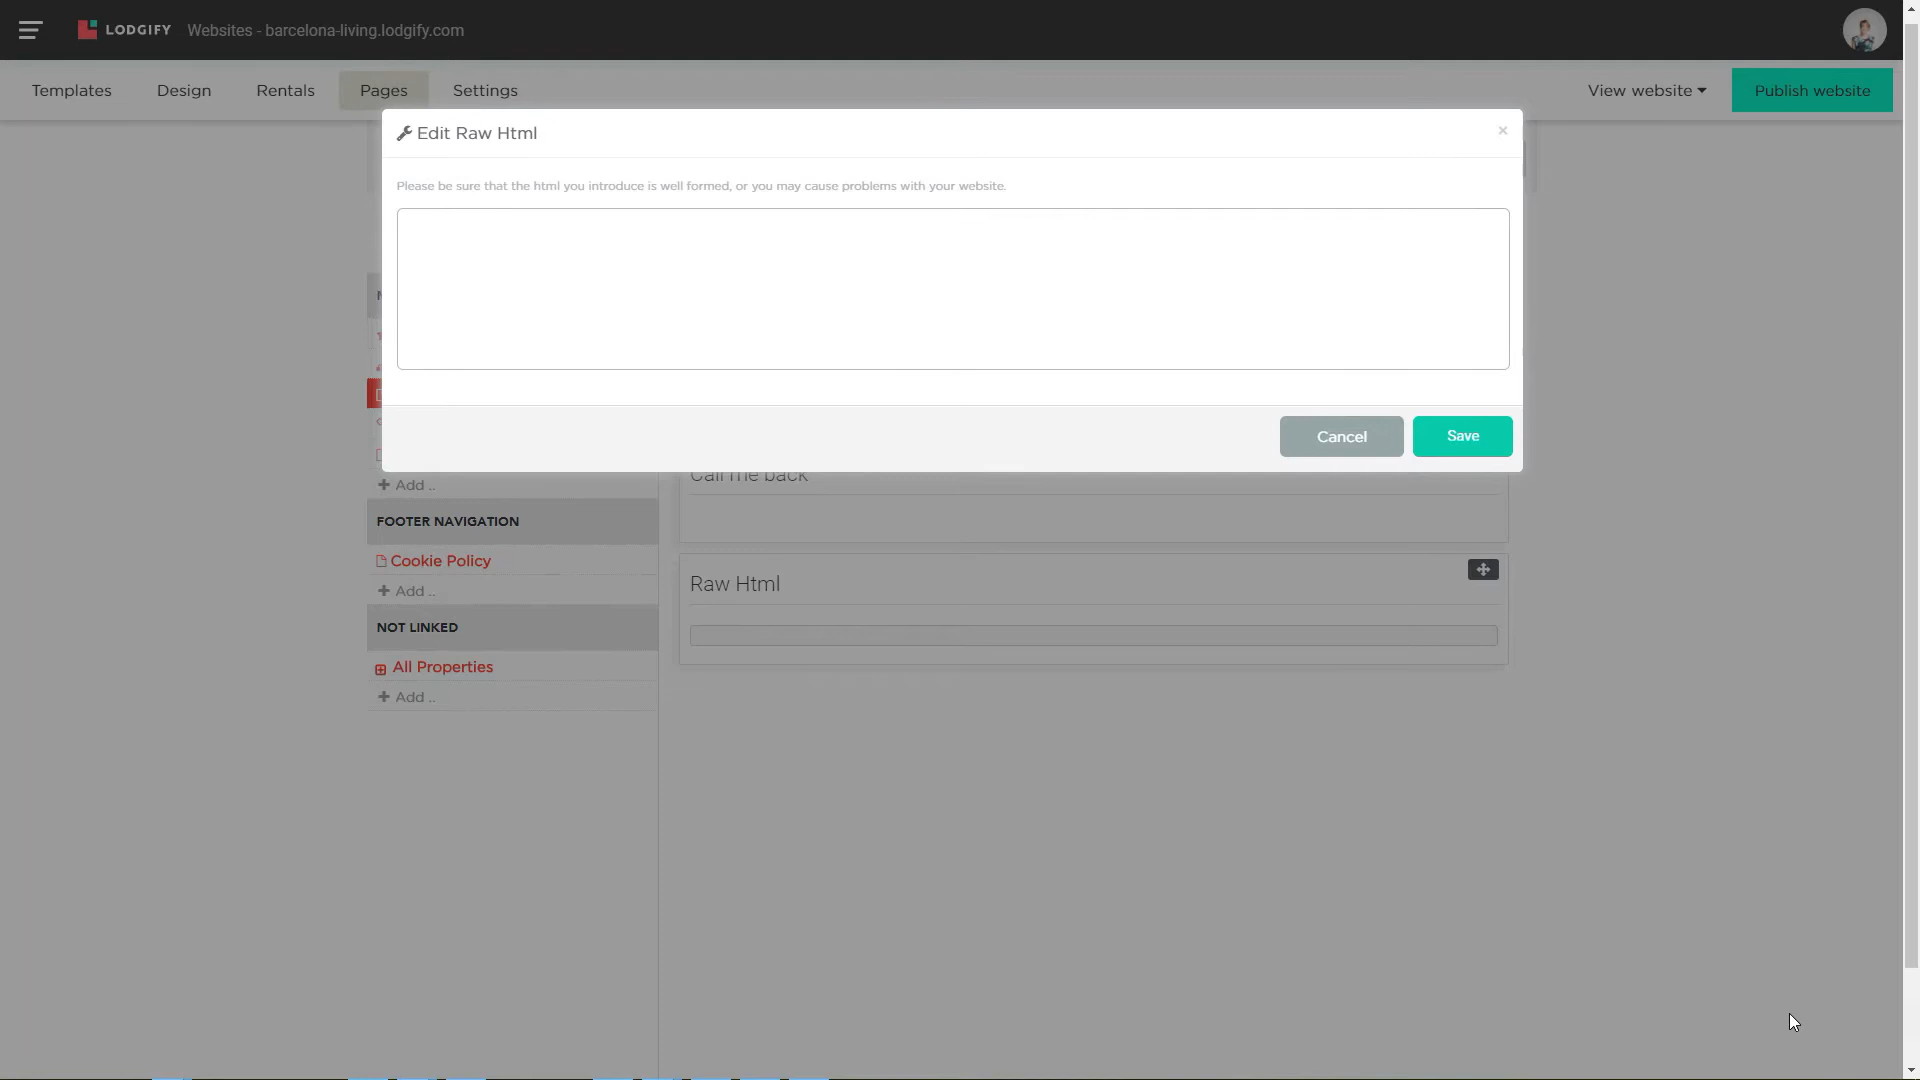 LODGIFY Websites - barcelona-living.lodgify.com
Templates Design Rentals Pages Settings View website Publish website
Edit Raw Html ×
Please be sure that the html you introduce is well formed, or you may cause problems with your website.
Cancel Save
Call me back
Add ..
FOOTER NAVIGATION
Cookie Policy
Add ..
Raw Html
NOT LINKED
All Properties
Add ..